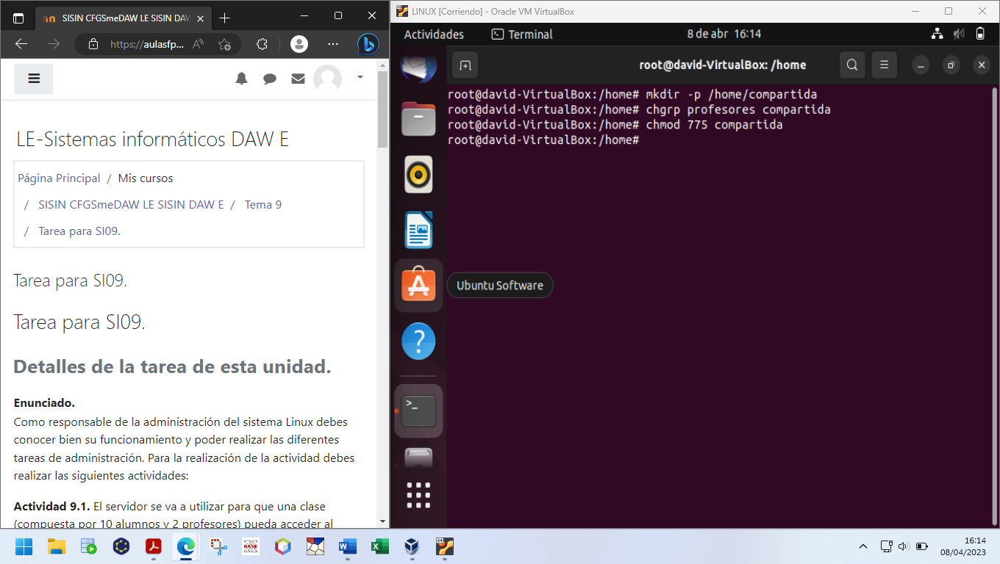 SISIN CFGSmeDAW LE SISIN DAW
https://aulasfp...
LE-Sistemas informáticos DAW E
Página Principal / Mis cursos
/ SISIN CFGSmeDAW LE SISIN DAW E / Tema 9
/ Tarea para SI09.
Tarea para SI09.
Tarea para SI09.
Detalles de la tarea de esta unidad.
Enunciado.
Como responsable de la administración del sistema Linux debes
conocer bien su funcionamiento y poder realizar las diferentes
tareas de administración. Para la realización de la actividad debes
realizar las siguientes actividades:
Actividad 9.1. El servidor se va a utilizar para que una clase
(compuesta por 10 alumnos y 2 profesores) pueda acceder al
LINUX [Corriendo] - Oracle VM VirtualBox
Actividades Terminal 8 de abr 16:14
root@david-VirtualBox: /home
root@david-VirtualBox:/home# mkdir -p /home/compartida
root@david-VirtualBox:/home# chgrp profesores compartida
root@david-VirtualBox:/home# chmod 775 compartida
root@david-VirtualBox:/home#
Ubuntu Software
16:14
08/04/2023